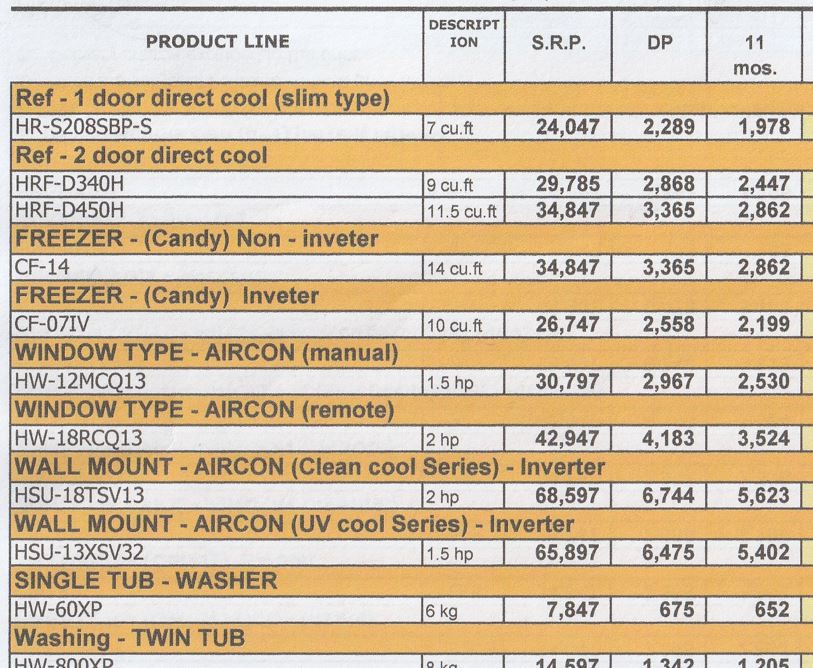 PRODUCT LINE DESCRIPT ION S.R.P. DP 11 mos.
Ref - 1 door direct cool (slim type)
HR-S208SBP-S 7 cu.ft 24,047 2,289 1,978
Ref - 2 door direct cool
HRF-D340H 9 cu.ft 29,785 2,868 2,447
HRF-D450H 11.5 cu.ft 34,847 3,365 2,862
FREEZER - (Candy) Non - inveter
CF-14 14 cu.ft 34,847 3,365 2,862
FREEZER - (Candy) Inveter
CF-07IV 10 cu.ft 26,747 2,558 2,199
WINDOW TYPE - AIRCON (manual)
HW-12MCQ13 1.5 hp 30,797 2,967 2,530
WINDOW TYPE - AIRCON (remote)
HW-18RCQ13 2 hp 42,947 4,183 3,524
WALL MOUNT - AIRCON (Clean cool Series) - Inverter
HSU-18TSV13 2 hp 68,597 6,744 5,623
WALL MOUNT - AIRCON (UV cool Series) - Inverter
HSU-13XSV32 1.5 hp 65,897 6,475 5,402
SINGLE TUB - WASHER
HW-60XP 6 kg 7,847 675 652
Washing - TWIN TUB
HW-800XP 8 kg 14,597 1,342 1,205